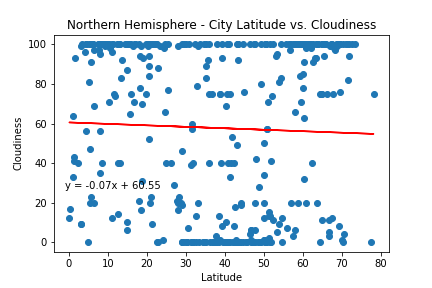 Northern Hemisphere - City Latitude vs. Cloudiness
100
80
60
40
20
0
Cloudiness
y = -0.07x + 60.55
0 10 20 30 40 50 60 70 80
Latitude